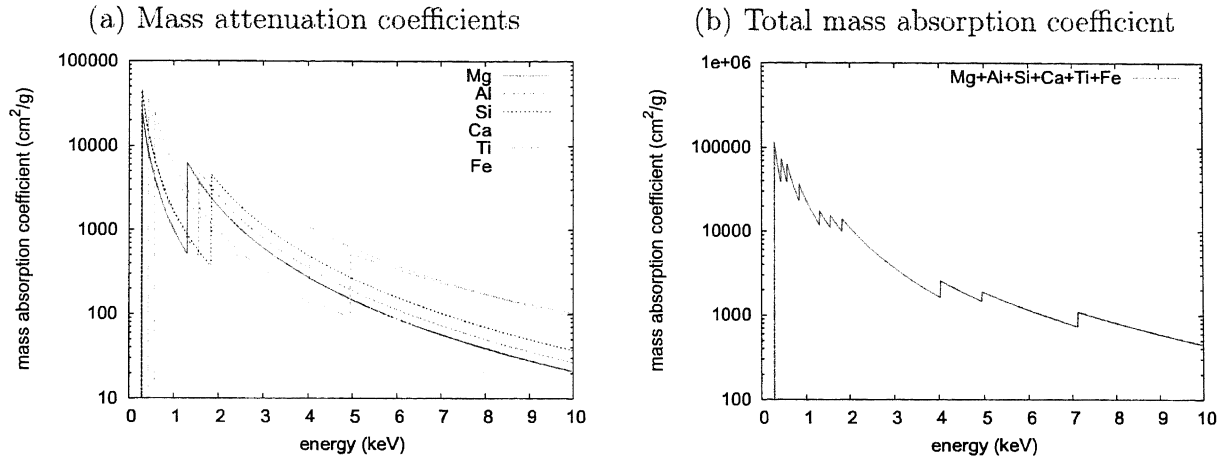 (a) Mass attenuation coefficients
mass absorption coefficient (cm²/g)
100000
10000
1000
100
10
0 1 2 3 4 5 6 7 8 9 10
energy (keV)
Mg
Al
Si
Ca
Ti
Fe
(b) Total mass absorption coefficient
mass absorption coefficient (cm²/g)
1e+06
100000
10000
1000
100
0 1 2 3 4 5 6 7 8 9 10
energy (keV)
Mg+Al+Si+Ca+Ti+Fe